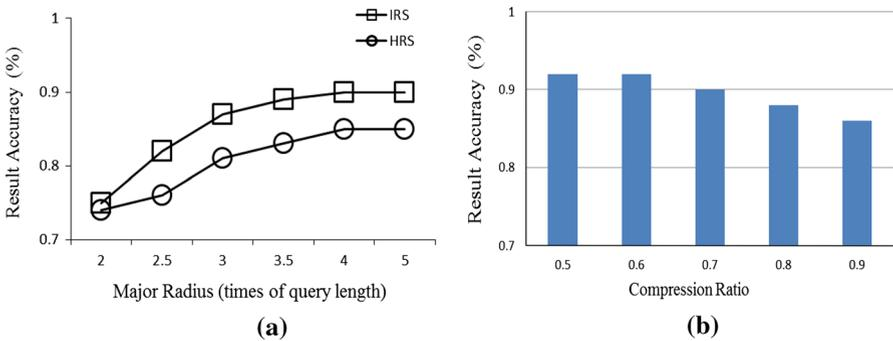 IRS
HRS
1
0.9
0.8
0.7
Result Accuracy (%)
2 2.5 3 3.5 4 5
Major Radius (times of query length)
(a)
1
0.9
0.8
0.7
Result Accuracy (%)
0.5 0.6 0.7 0.8 0.9
Compression Ratio
(b)